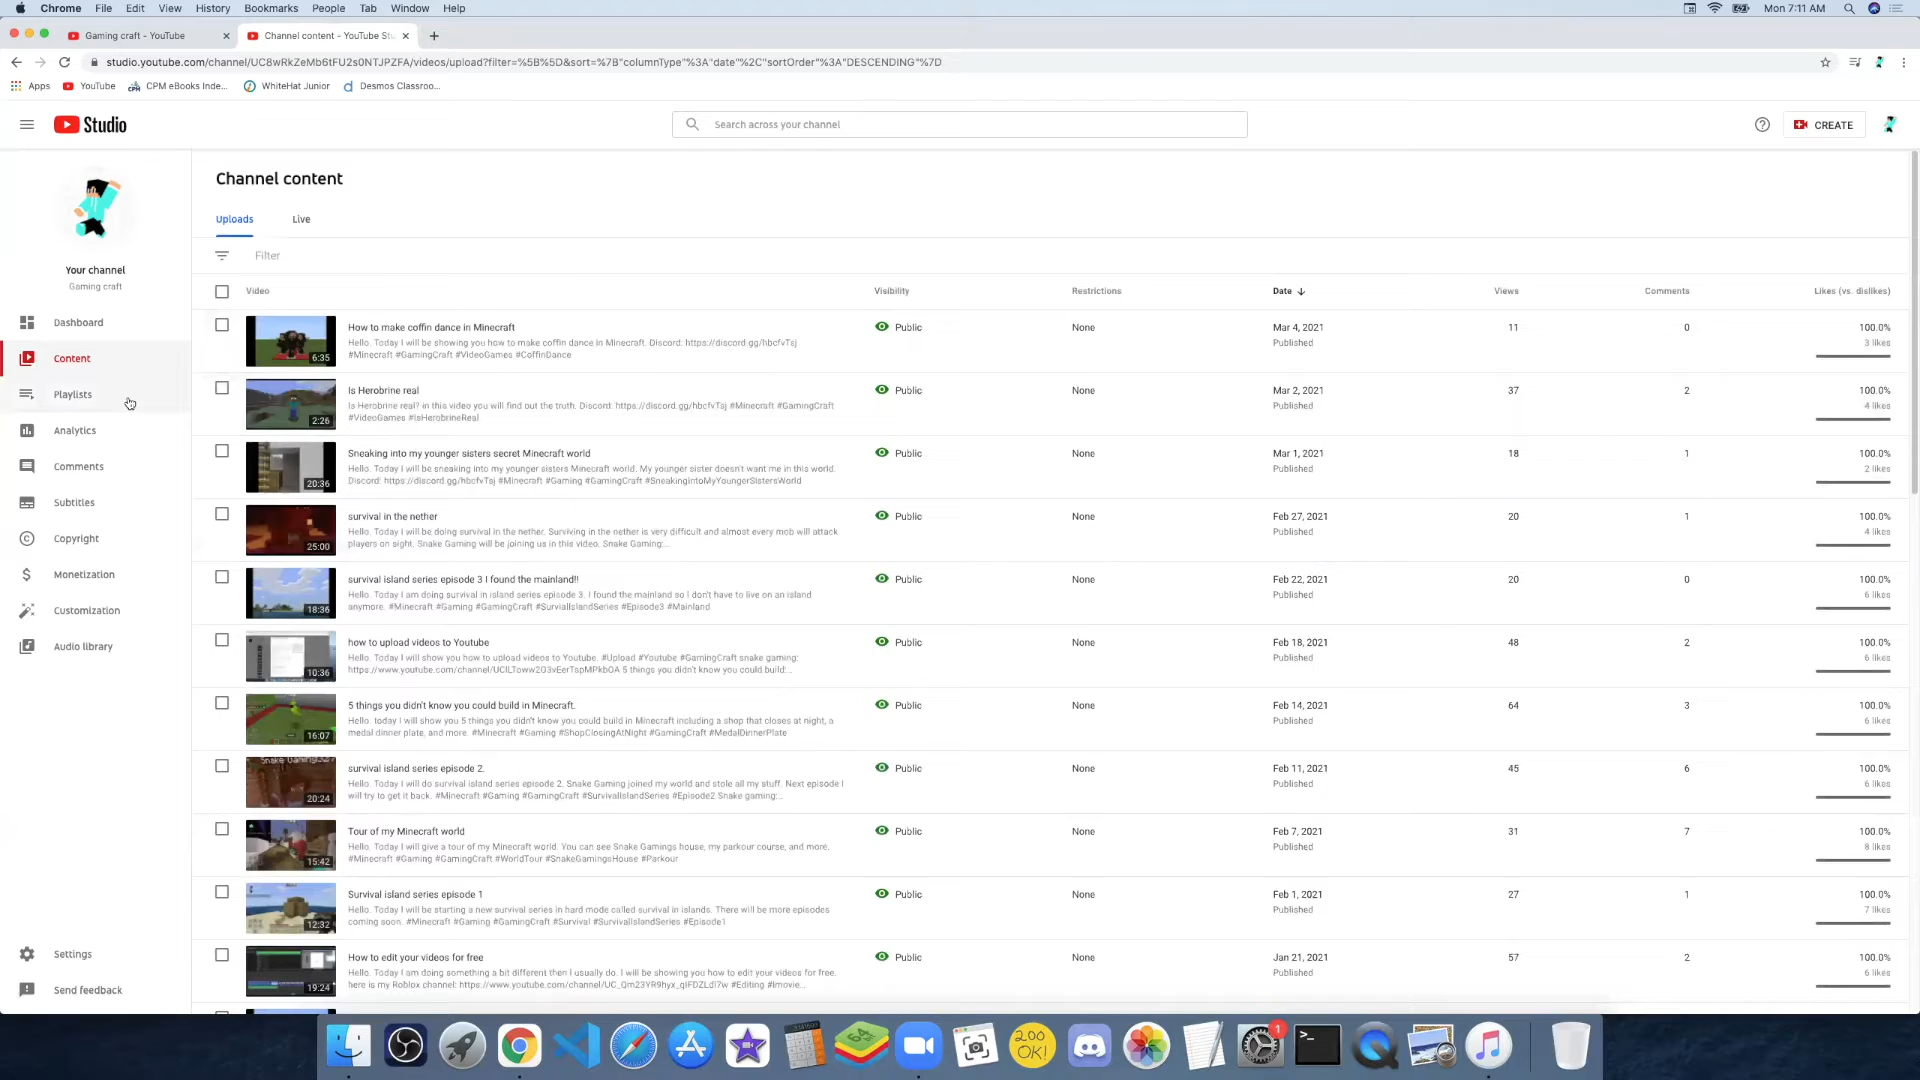 Chrome File Edit View History Bookmarks People Tab Window Help Mon 7:11 AM
Gaming craft - YouTube Channel content - YouTube Stu
studio.youtube.com/channel/UC8wRkZeMb6tFU2s0NTJPZFA/videos/upload?filter=%5B%5D&sort=%7B"columnType"%3A"date"%2C"sortOrder"%3A"DESCENDING"%7D
Apps YouTube CPM eBooks Inde... WhiteHat Junior Desmos Classroo...
Studio Search across your channel CREATE
Channel content
Uploads Live
Filter
Your channel
Gaming craft
Dashboard
Content
Playlists
Analytics
Comments
Subtitles
Copyright
Monetization
Customization
Audio library
Settings
Send feedback
Video Visibility Restrictions Date Views Comments Likes (vs. dislikes)
How to make coffin dance in Minecraft Public None Mar 4, 2021 11 0 100.0%
Hello. Today I will be showing you how to make coffin dance in Minecraft. Discord: https://discord.gg/hbcfvTsj Published 3 likes
#Minecraft #GamingCraft #VideoGames #CoffinDance
6:35
Is Herobrine real Public None Mar 2, 2021 37 2 100.0%
Is Herobrine real? in this video you will find out the truth. Discord: https://discord.gg/hbcfvTsj #Minecraft #GamingCraft Published 4 likes
#VideoGames #IsHerobrineReal
2:26
Sneaking into my younger sisters secret Minecraft world Public None Mar 1, 2021 18 1 100.0%
Hello. Today I will be sneaking into my younger sisters Minecraft world. My younger sister doesn't want me in this world. Published 2 likes
Discord: https://discord.gg/hbcfvTsj #Minecraft #Gaming #GamingCraft #SneakingintoMyYoungerSistersWorld
20:36
survival in the nether Public None Feb 27, 2021 20 1 100.0%
Hello. Today I will be doing survival in the nether. Surviving in the nether is very difficult and almost every mob will attack Published 4 likes
players on sight. Snake Gaming will be joining us in this video. Snake Gaming:...
25:00
survival island series episode 3 I found the mainland!! Public None Feb 22, 2021 20 0 100.0%
Hello. Today I am doing survival in island series episode 3. I found the mainland so I don't have to live on an island Published 6 likes
anymore. #Minecraft #Gaming #GamingCraft #SurvialIslandSeries #Episode3 #Mainland
18:36
how to upload videos to Youtube Public None Feb 18, 2021 48 2 100.0%
Hello. Today I will show you how to upload videos to Youtube. #Upload #Youtube #GamingCraft snake gaming: Published 6 likes
10:36
5 things you didn't know you could build in Minecraft. Public None Feb 14, 2021 64 3 100.0%
Hello. today I will show you 5 things you didn't know you could build in Minecraft including a shop that closes at night, a Published 6 likes
medal dinner plate, and more. #Minecraft #Gaming #ShopClosingAtNight #GamingCraft #MedalDinnerPlate
16:07
survival island series episode 2. Public None Feb 11, 2021 45 6 100.0%
Hello. Today I will do survival island series episode 2. Snake Gaming joined my world and stole all my stuff. Next episode I Published 6 likes
will try to get it back. #Minecraft #Gaming #GamingCraft #SurvivalIslandSeries #Episode2 Snake gaming:...
20:24
Tour of my Minecraft world Public None Feb 7, 2021 31 7 100.0%
Hello. Today I will give a tour of my Minecraft world. You can see Snake Gamings house, my parkour course, and more. Published 8 likes
#Minecraft #Gaming #GamingCraft #WorldTour #SnakeGamingsHouse #Parkour
15:42
Survival island series episode 1 Public None Feb 1, 2021 27 1 100.0%
Hello. Today I will be starting a new survival series in hard mode called survival in islands. There will be more episodes Published 7 likes
coming soon. #Minecraft #Gaming #GamingCraft #Survival #SurvivalIslandSeries #Episode1
12:32
How to edit your videos for free Public None Jan 21, 2021 57 2 100.0%
Hello. Today I am doing something a bit different then I usually do. I will be showing you how to edit your videos for free. Published 6 likes
19:24
200 OK!
1